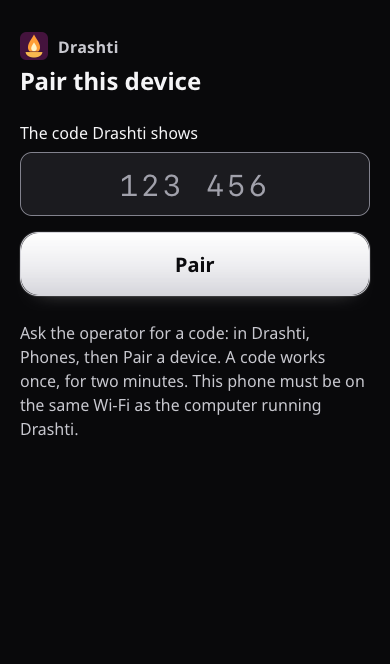 Drashti
Pair this device
The code Drashti shows
123 456
Pair
Ask the operator for a code: in Drashti,
Phones, then Pair a device. A code works
once, for two minutes. This phone must be on
the same Wi-Fi as the computer running
Drashti.